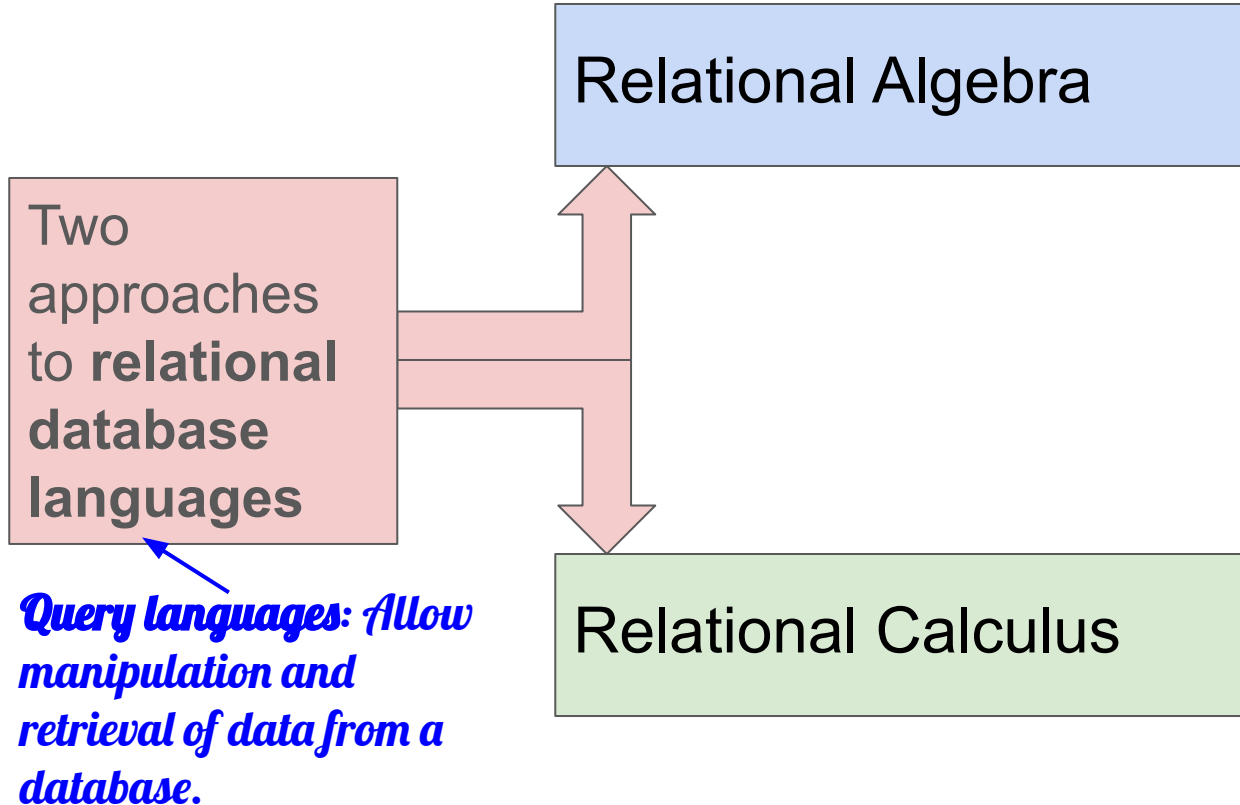 Relational Algebra
Two
approaches
to relational
database
languages
Query languages: Allow
manipulation and
retrieval of data from a
database.
Relational Calculus